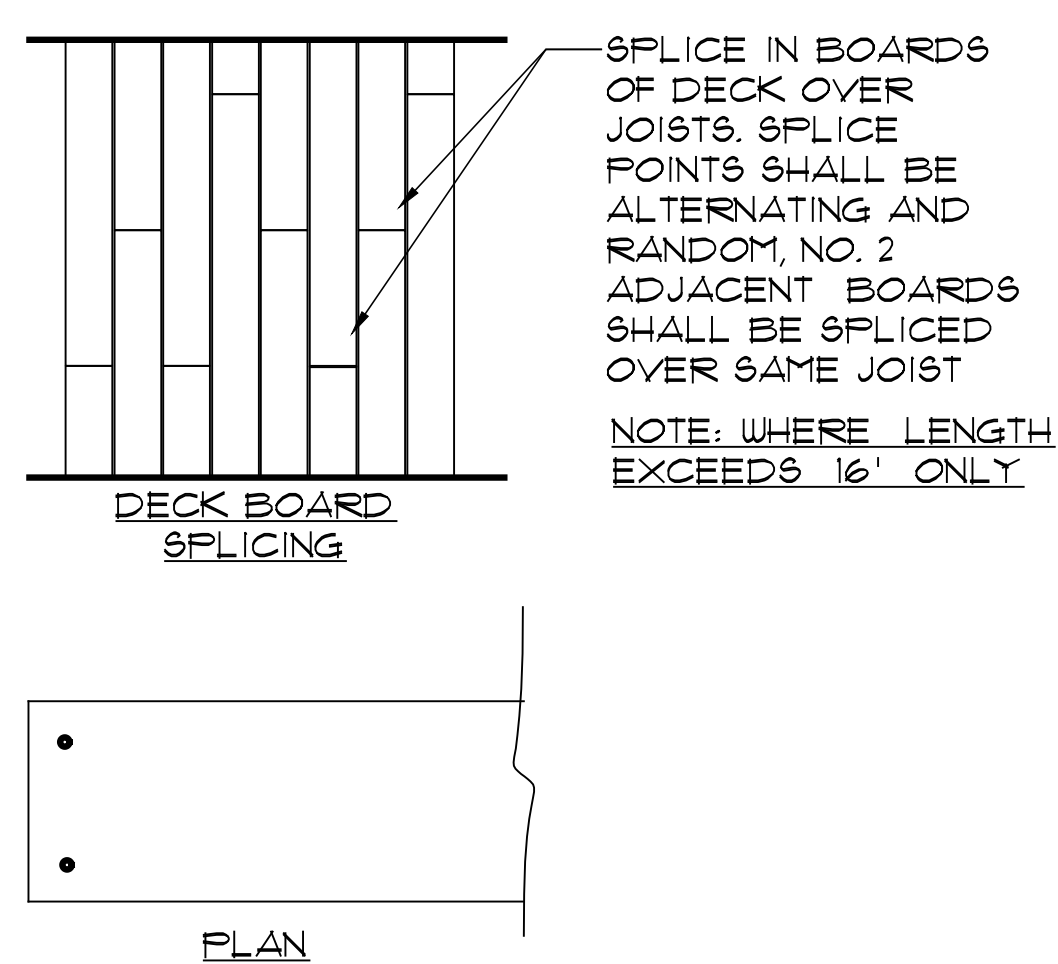 SPLICE IN BOARDS
OF DECK OVER
JOISTS. SPLICE
POINTS SHALL BE
ALTERNATING AND
RANDOM, NO. 2
ADJACENT BOARDS
SHALL BE SPLICED
OVER SAME JOIST
NOTE: WHERE LENGTH
EXCEEDS 16' ONLY
DECK BOARD
SPLICING
PLAN